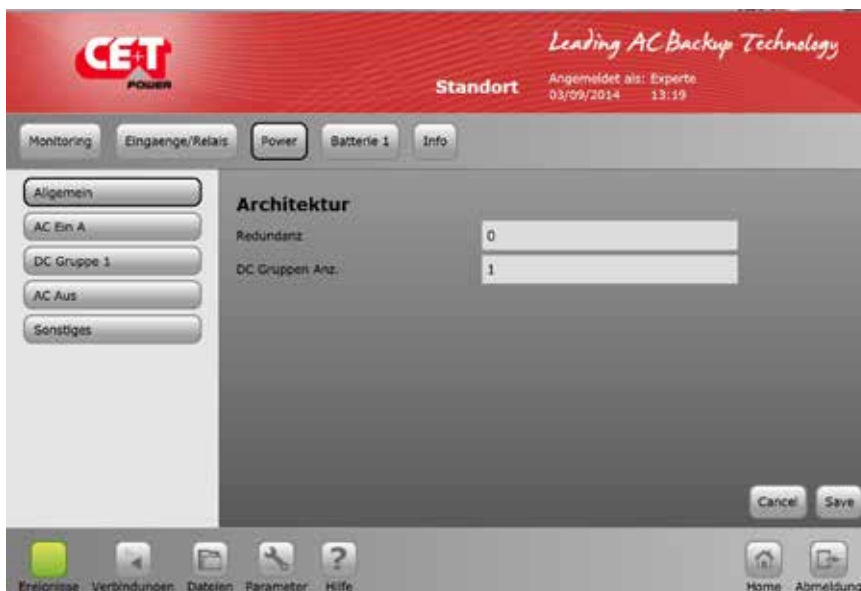 CE+T
POWER
Leading AC Backup Technology
Standort
Angemeldet als: Experte
03/09/2014 13:19
Monitoring Eingaenge/Relais Power Batterie 1 Info
Allgemein
AC Ein A
DC Gruppe 1
AC Aus
Sonstiges
Architektur
Redundanz 0
DC Gruppen Anz. 1
Cancel Save
Ereignisse Verbindungen Dateien Parameter Hilfe Home Abmeldung